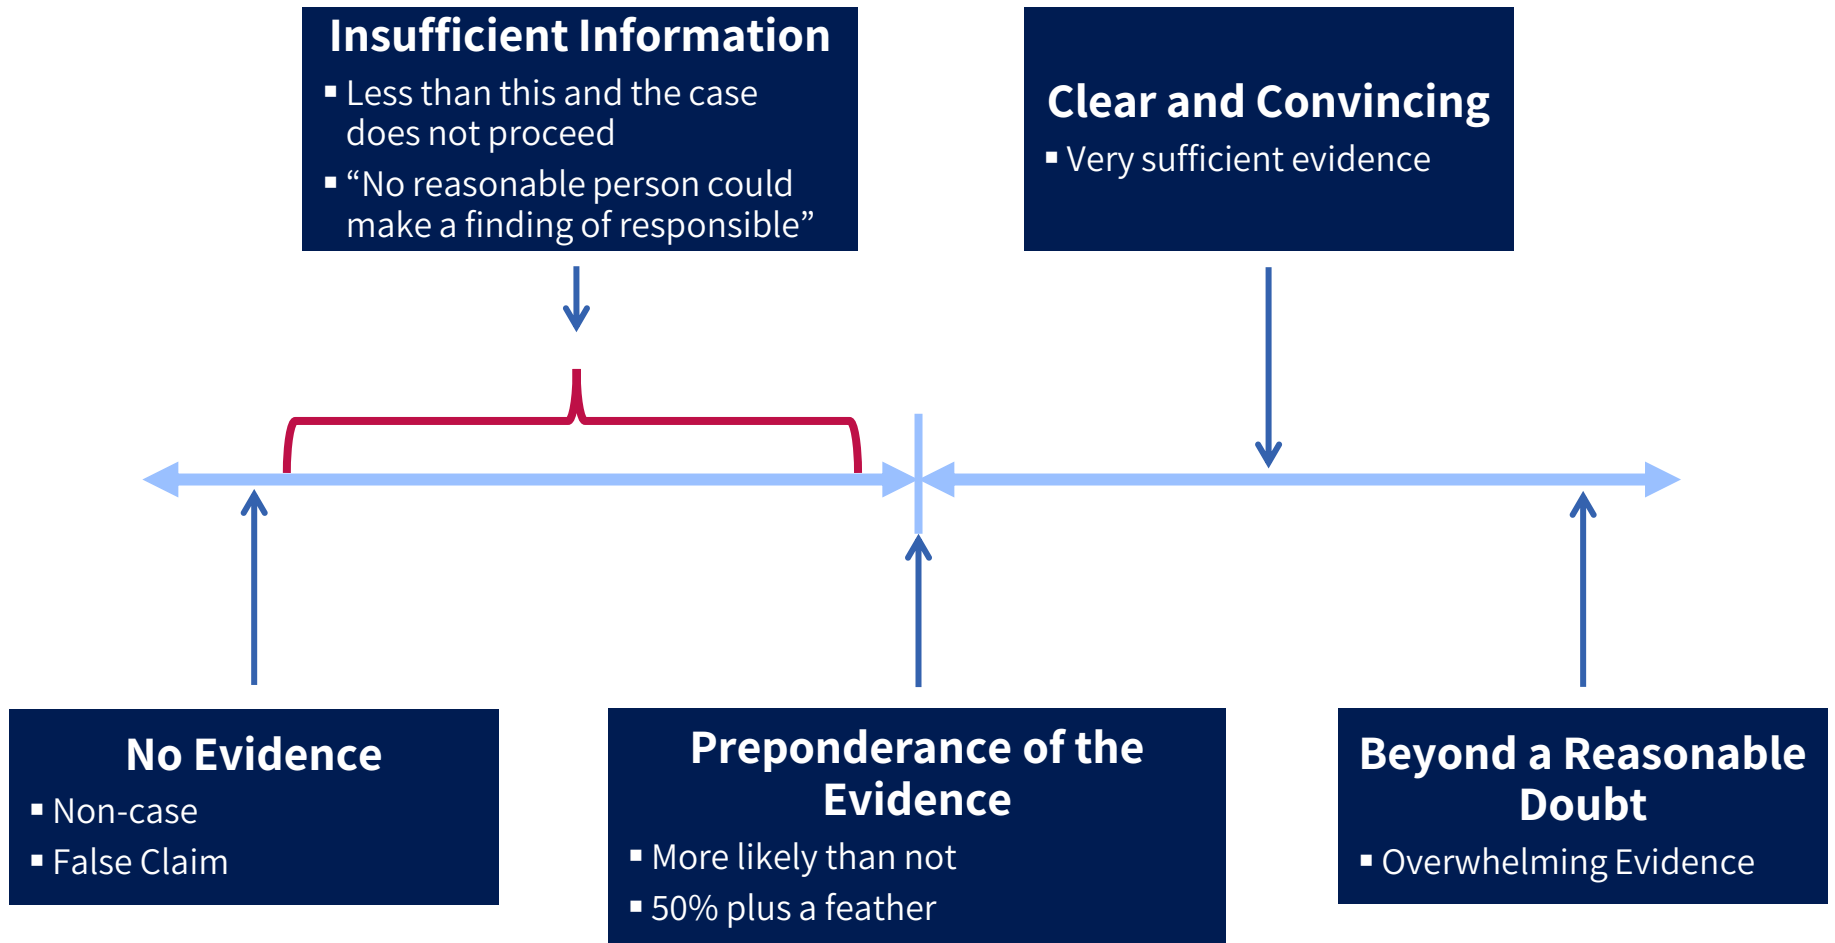 Insufficient Information
▪ Less than this and the case
does not proceed
▪ “No reasonable person could
make a finding of responsible”
Clear and Convincing
▪ Very sufficient evidence
No Evidence
▪ Non-case
▪ False Claim
Preponderance of the
Evidence
▪ More likely than not
▪ 50% plus a feather
Beyond a Reasonable
Doubt
▪ Overwhelming Evidence